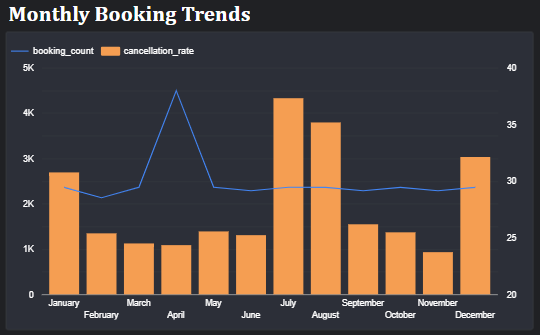 Monthly Booking Trends
booking_count cancellation_rate
5K 40
4K 35
3K 30
2K
1K 25
0 20
January March May July September November
February April June August October December